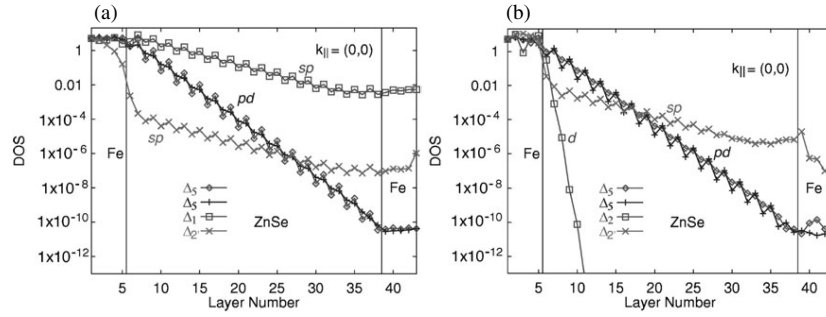 (a)
DOS
1
0.01
1x10-4
1x10-6
1x10-8
1x10-10
1x10-12
k|| = (0,0)
sp
pd
sp
Fe
ZnSe
Fe
Δ5
Δ5
Δ1
Δ2'
5 10 15 20 25 30 35 40
Layer Number
(b)
DOS
1
0.01
1x10-4
1x10-6
1x10-8
1x10-10
1x10-12
k|| = (0,0)
sp
pd
d
Fe
ZnSe
Fe
Δ5
Δ5
Δ2
Δ2'
5 10 15 20 25 30 35 40
Layer Number